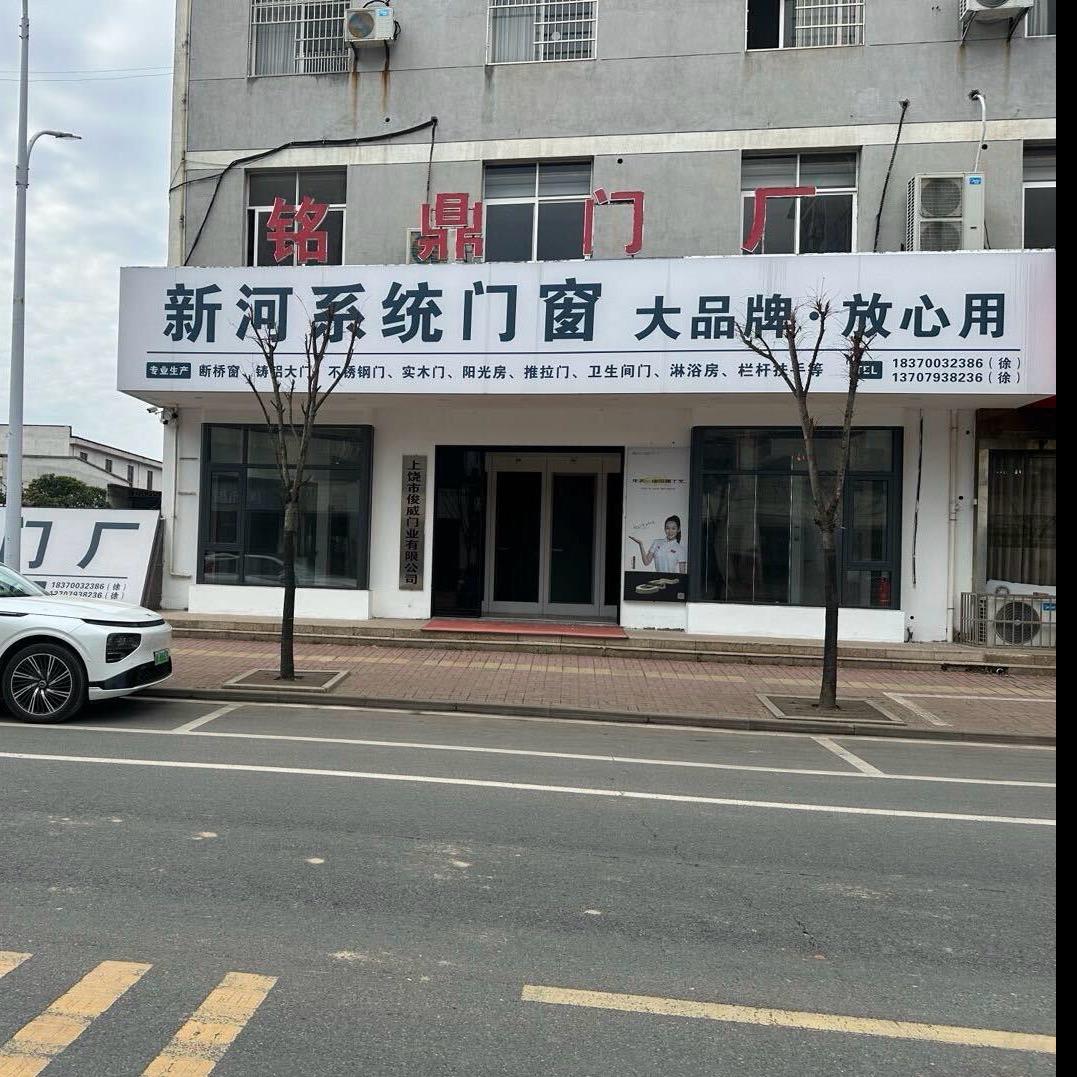 铭鼎门厂
新河系统门窗 大品牌·放心用
专业生产 断桥窗、铸铝大门、不锈钢门、实木门、阳光房、推拉门、卫生间门、淋浴房、栏杆扶手等 TEL 18370032386（徐）
13707938236（徐）
上饶市俊威门业有限公司
门厂
18370032386（徐）
13707938236（徐）